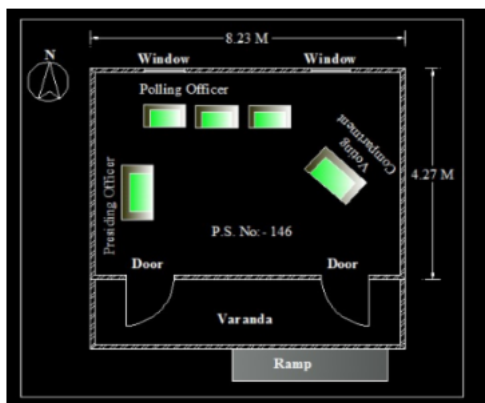 8.23 M
N
Window
Window
Polling Officer
Voting
Compartment
4.27 M
Presiding Officer
P.S. No:- 146
Door
Door
Varanda
Ramp